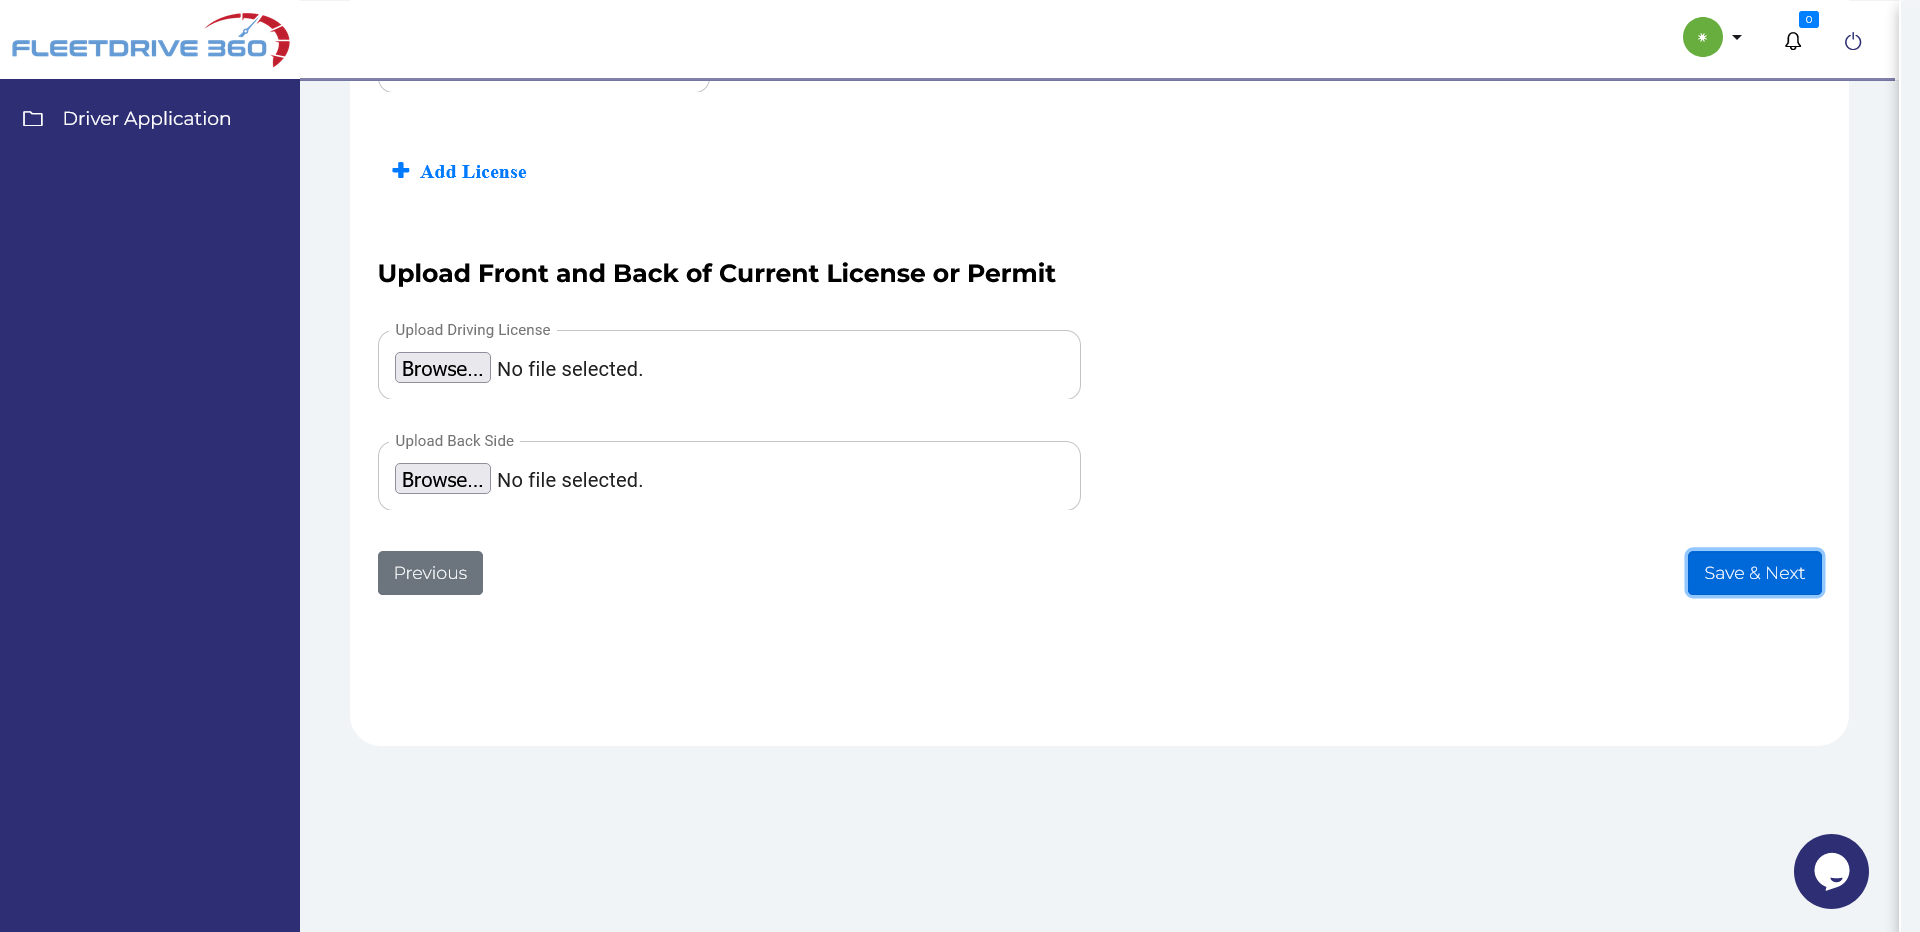 FLEETDRIVE 360
0
Driver Application
Add License
Upload Front and Back of Current License or Permit
Upload Driving License
Browse... No file selected.
Upload Back Side
Browse... No file selected.
Previous
Save & Next